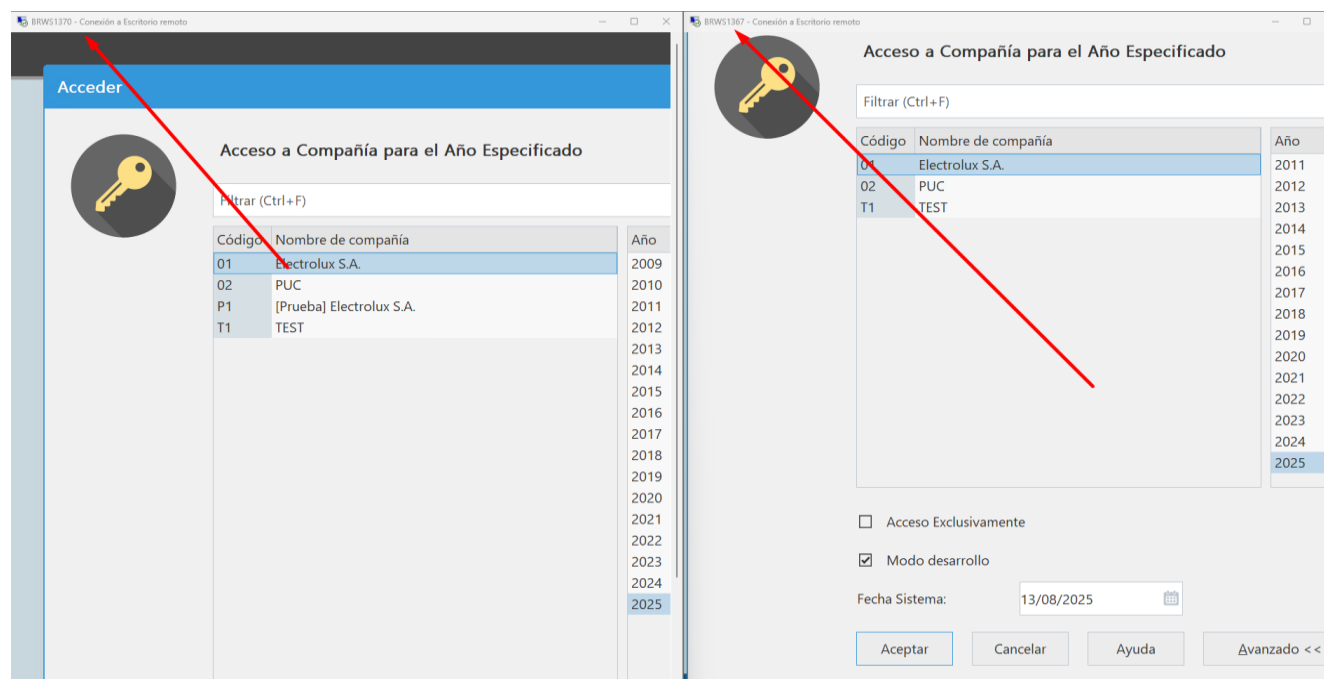 BRWS1370 - Conexión a Escritorio remoto
Acceder
Acceso a Compañía para el Año Especificado
Filtrar (Ctrl+F)
Código Nombre de compañía Año
01 Electrolux S.A. 2009
02 PUC 2010
P1 [Prueba] Electrolux S.A. 2011
T1 TEST 2012
2013
2014
2015
2016
2017
2018
2019
2020
2021
2022
2023
2024
2025
BRWS1367 - Conexión a Escritorio remoto
Acceso a Compañía para el Año Especificado
Filtrar (Ctrl+F)
Código Nombre de compañía Año
01 Electrolux S.A. 2011
02 PUC 2012
T1 TEST 2013
2014
2015
2016
2017
2018
2019
2020
2021
2022
2023
2024
2025
Acceso Exclusivamente
Modo desarrollo
Fecha Sistema: 13/08/2025
Aceptar Cancelar Ayuda Avanzado <<